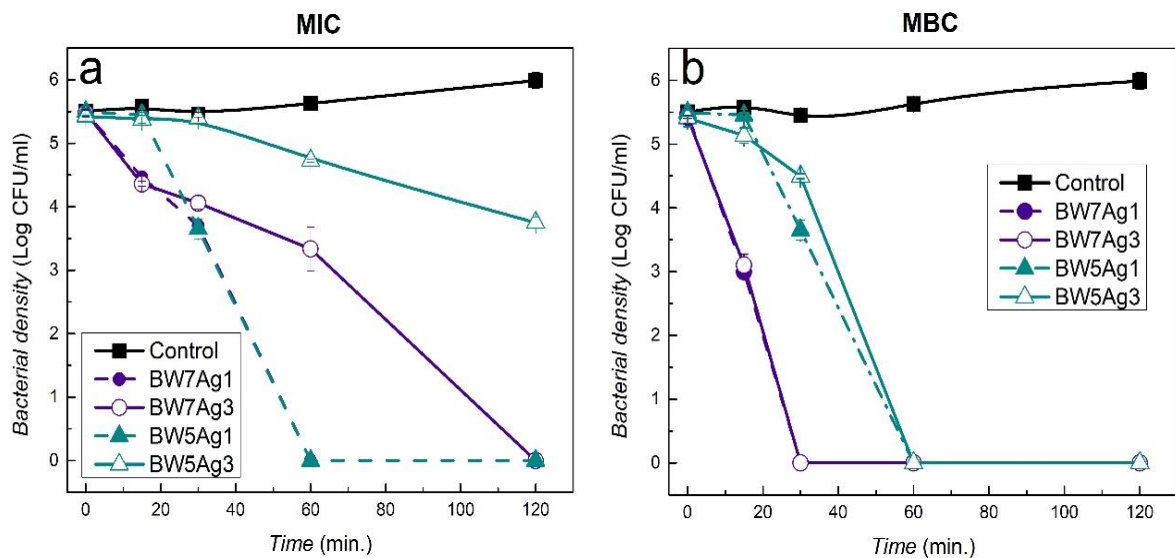 MIC
a
Bacterial density (Log CFU/ml)
6
5
4
3
2
1
0
Control
BW7Ag1
BW7Ag3
BW5Ag1
BW5Ag3
0 20 40 60 80 100 120
Time (min.)
MBC
b
Bacterial density (Log CFU/ml)
6
5
4
3
2
1
0
Control
BW7Ag1
BW7Ag3
BW5Ag1
BW5Ag3
0 20 40 60 80 100 120
Time (min.)